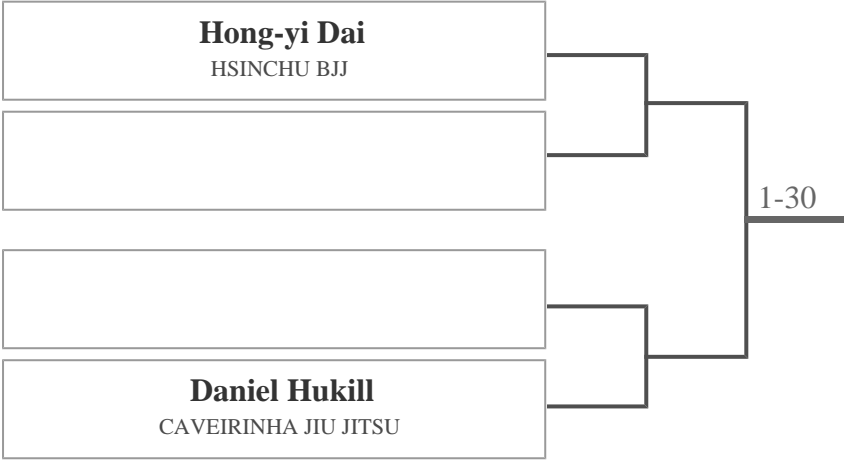 Hong-yi Dai
HSINCHU BJJ
1-30
Daniel Hukill
CAVEIRINHA JIU JITSU